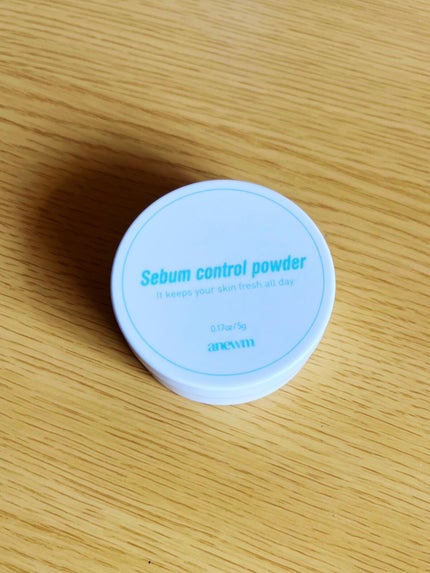 Sebum control powder
It keeps your skin fresh all day
0.17oz/5g
anewm